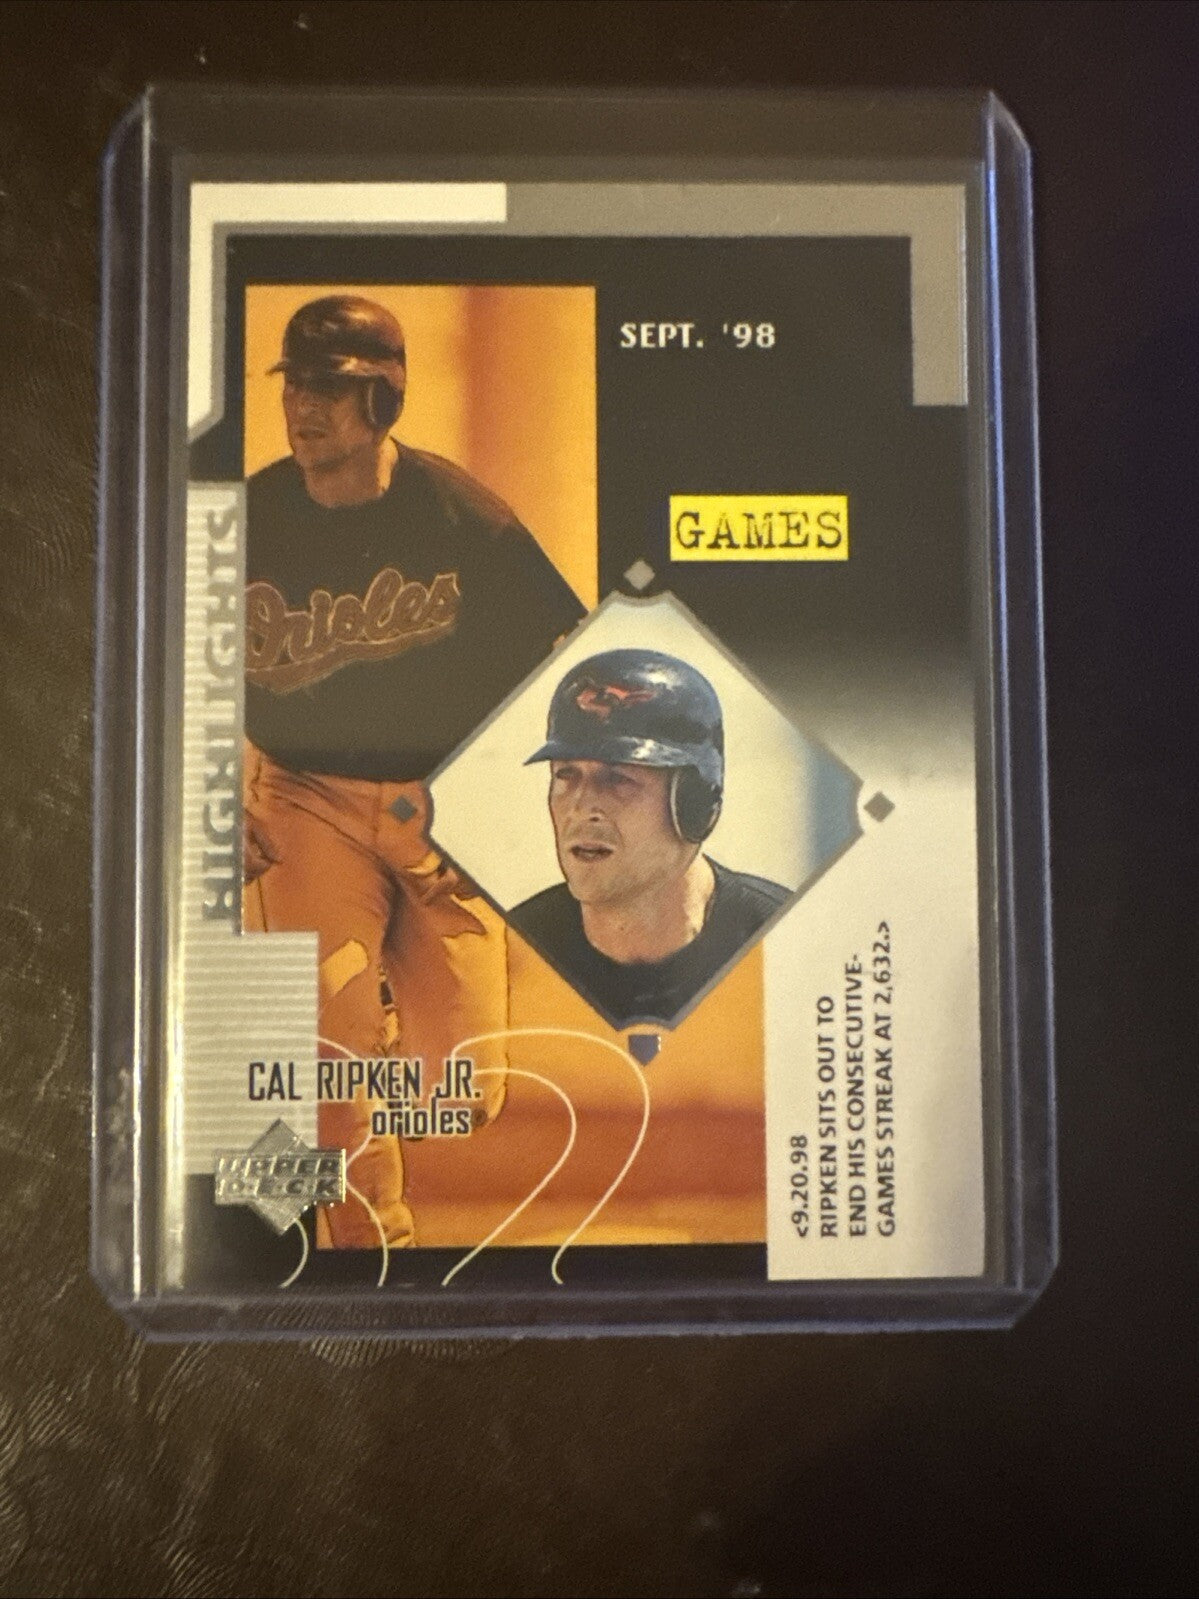 SEPT. '98
GAMES
Orioles
HIGHLIGHTS
CAL RIPKEN JR.
orioles®
UPPER
DECK
<9.20.98
RIPKEN SITS OUT TO
END HIS CONSECUTIVE-
GAMES STREAK AT 2,632.>